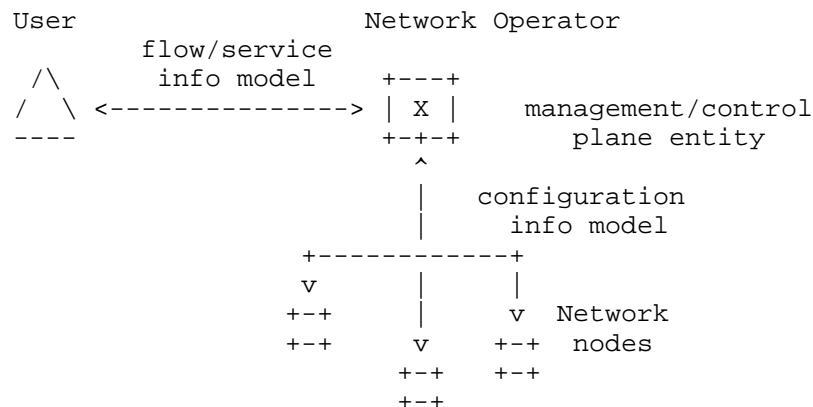 User Network Operator
flow/service
/\ info model +---+
/ \ <---------------> | X | management/control
---- +-+-+ plane entity
^
| configuration
| info model
+------------+
v | |
+-+ | v Network
+-+ v +-+ nodes
+-+ +-+
+-+